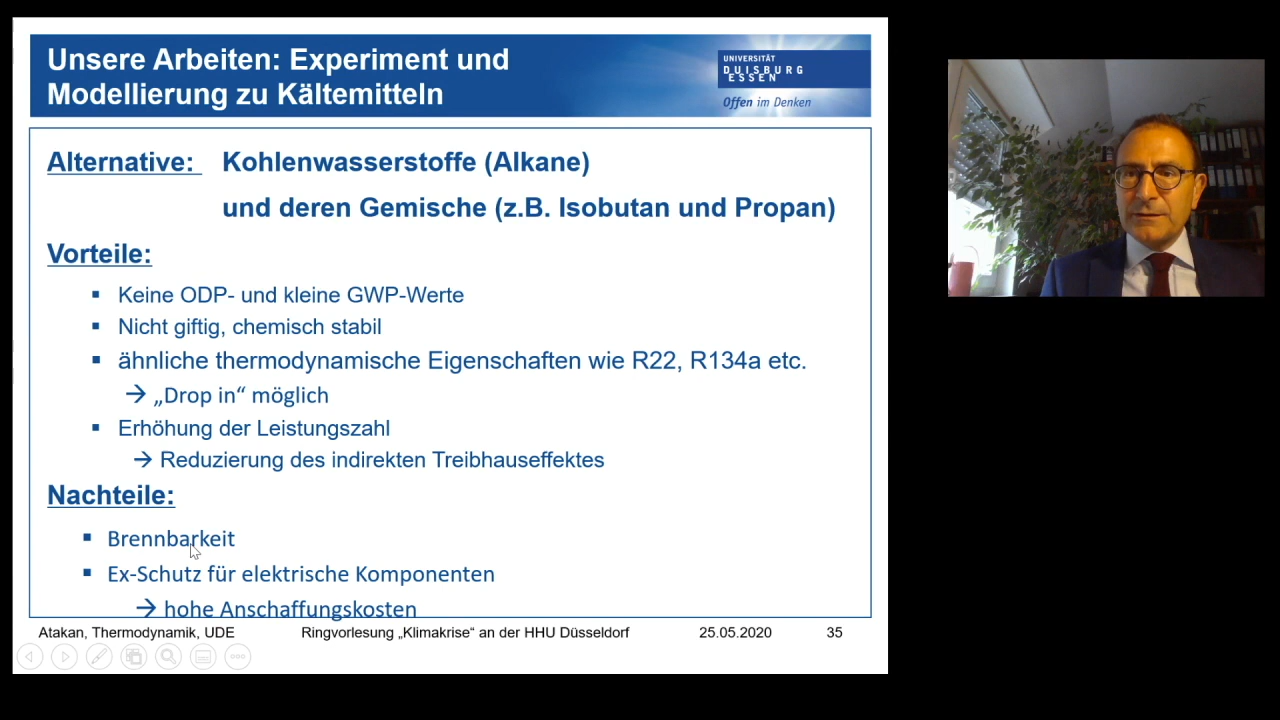 Unsere Arbeiten: Experiment und
Modellierung zu Kältemitteln
UNIVERSITÄT
DUISBURG
ESSEN
Offen im Denken
Alternative: Kohlenwasserstoffe (Alkane)
und deren Gemische (z.B. Isobutan und Propan)
Vorteile:
▪ Keine ODP- und kleine GWP-Werte
▪ Nicht giftig, chemisch stabil
▪ ähnliche thermodynamische Eigenschaften wie R22, R134a etc.
→ „Drop in“ möglich
▪ Erhöhung der Leistungszahl
→ Reduzierung des indirekten Treibhauseffektes
Nachteile:
▪ Brennbarkeit
▪ Ex-Schutz für elektrische Komponenten
→ hohe Anschaffungskosten
Atakan, Thermodynamik, UDE Ringvorlesung „Klimakrise“ an der HHU Düsseldorf 25.05.2020 35